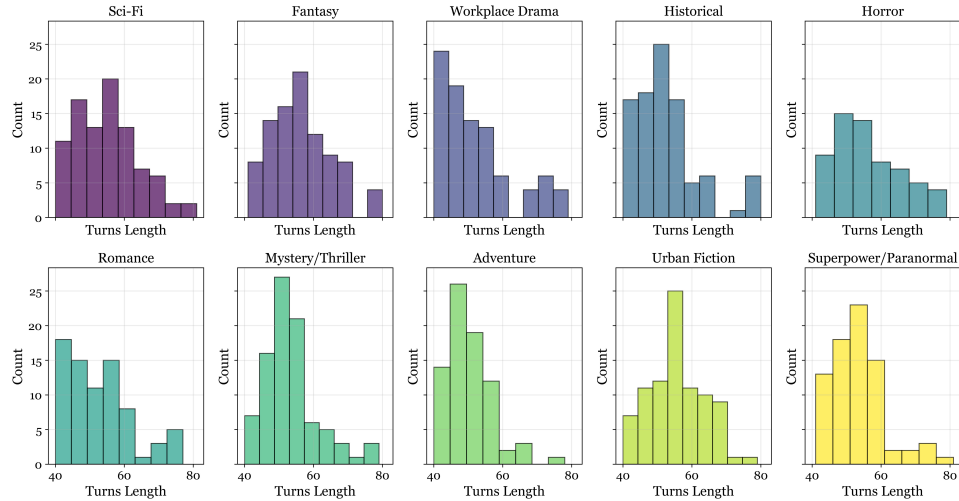 Sci-Fi
Fantasy
Workplace Drama
Historical
Horror
Count
25
20
15
10
5
0
Turns Length
Count
Turns Length
Count
Turns Length
Count
Turns Length
Count
Turns Length
Romance
Mystery/Thriller
Adventure
Urban Fiction
Superpower/Paranormal
Count
25
20
15
10
5
0
40
60
80
Turns Length
Count
40
60
80
Turns Length
Count
40
60
80
Turns Length
Count
40
60
80
Turns Length
Count
40
60
80
Turns Length